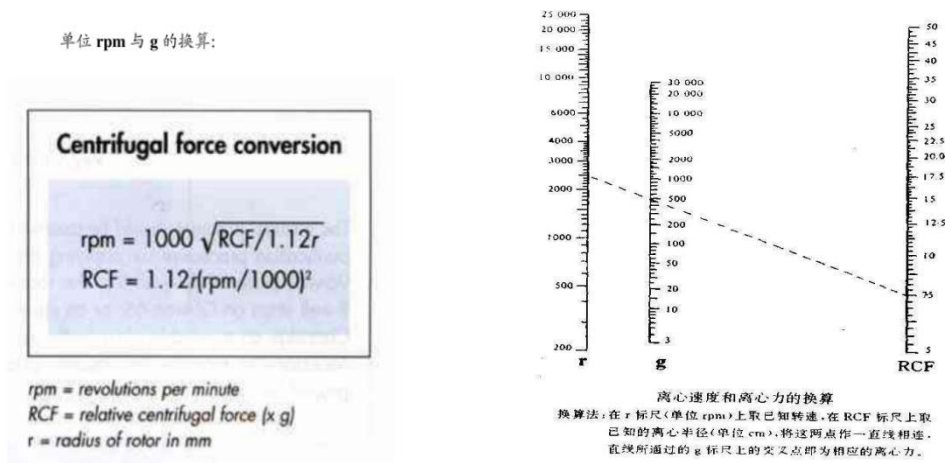 单位 rpm 与 g 的换算:
Centrifugal force conversion
rpm = 1000 √RCF/1.12r
RCF = 1.12r(rpm/1000)²
rpm = revolutions per minute
RCF = relative centrifugal force (x g)
r = radius of rotor in mm
25 000
20 000
15 000
10 000
6000
4000
3000
2000
1000
500
200
r
30 000
20 000
10 000
5000
2000
1000
500
200
100
50
20
10
3
g
50
45
40
35
30
25
22.5
20.0
17.5
15
12.5
10
75
5
RCF
离心速度和离心力的换算
换算法:在 r 标尺(单位 rpm)上取已知转速,在 RCF 标尺上取
已知的离心半径(单位 cm),将这两点作一直线相连,
直线所通过的 g 标尺上的交叉点即为相应的离心力。